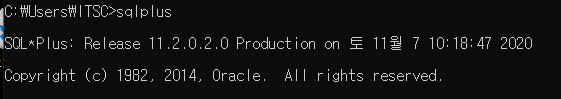 C:₩Users₩ITSC>sqlplus
SQL*Plus: Release 11.2.0.2.0 Production on 토 11월 7 10:18:47 2020
Copyright (c) 1982, 2014, Oracle.  All rights reserved.